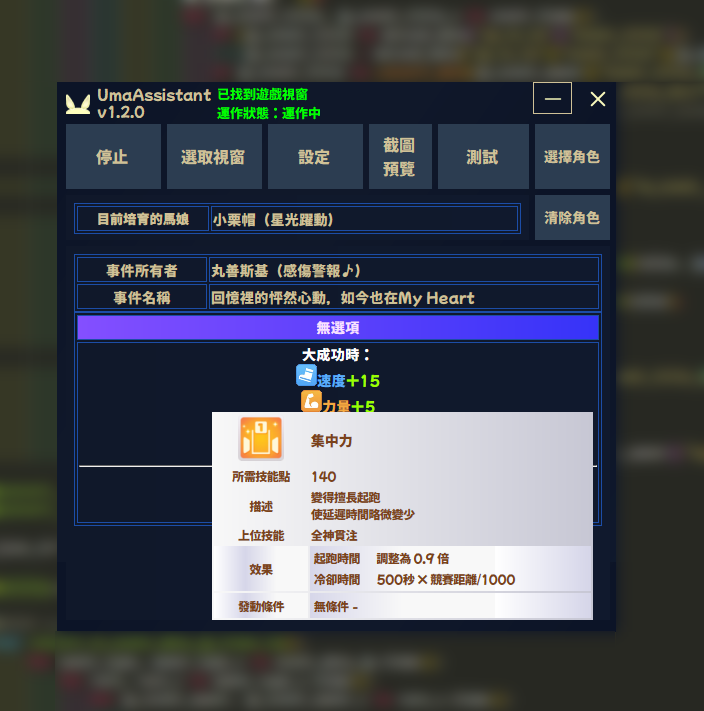 UmaAssistant 已找到遊戲視窗
v1.2.0 運作狀態：運作中
停止 選取視窗 設定 截圖預覽 測試 選擇角色
目前培育的馬娘 小栗帽（星光躍動） 清除角色
事件所有者 丸善斯基（感傷警報♪）
事件名稱 回憶裡的怦然心動，如今也在My Heart
無選項
大成功時：
速度+15
力量+5
1
集中力
所需技能點 140
描述 變得擅長起跑
使延遲時間略微變少
上位技能 全神貫注
效果 起跑時間 調整為 0.9 倍
冷卻時間 500秒 × 競賽距離/1000
發動條件 無條件 -